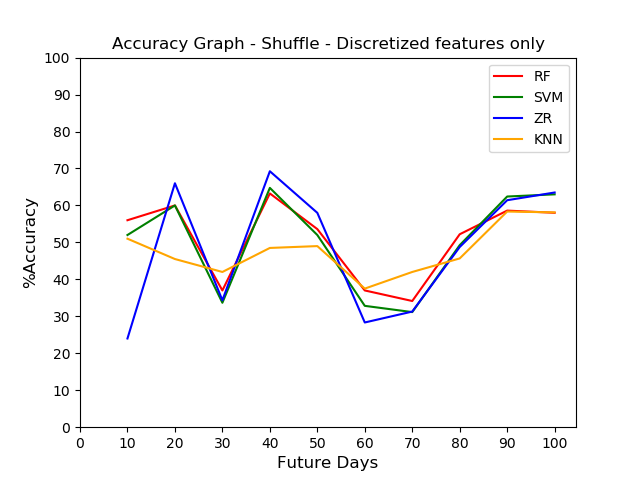 Accuracy Graph - Shuffle - Discretized features only
100
90
80
70
60
50
40
30
20
10
0
%Accuracy
RF
SVM
ZR
KNN
0 10 20 30 40 50 60 70 80 90 100
Future Days